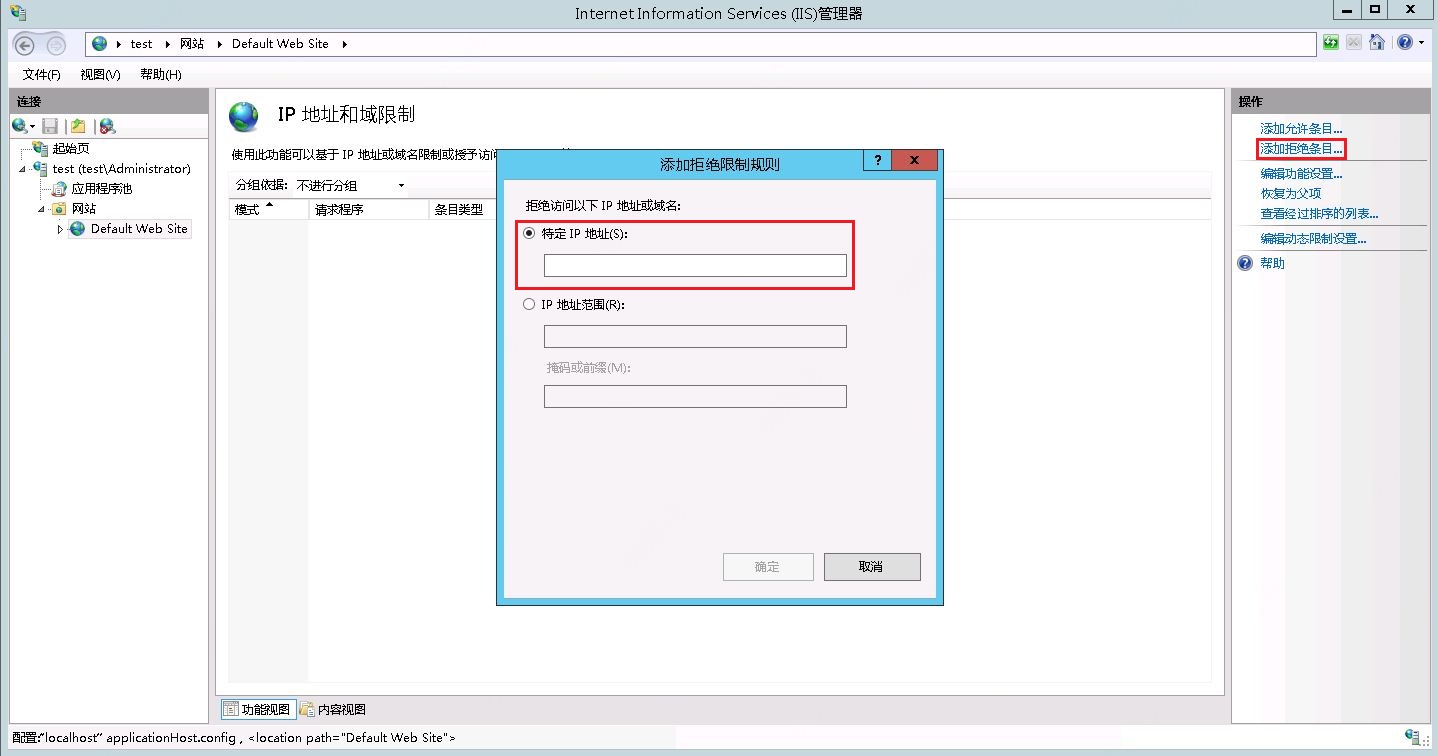 Internet Information Services (IIS)管理器
test 网站 Default Web Site
文件(F) 视图(V) 帮助(H)
连接
起始页
test (test\Administrator)
应用程序池
网站
Default Web Site
IP 地址和域限制
使用此功能可以基于 IP 地址或域名限制或授予访
分组依据: 不进行分组
模式 请求程序 条目类型
添加拒绝限制规则
?
拒绝访问以下 IP 地址或域名:
特定 IP 地址(S):
IP 地址范围(R):
掩码或前缀(M):
确定 取消
操作
添加允许条目...
添加拒绝条目...
编辑功能设置...
恢复为父项
查看经过排序的列表...
编辑动态限制设置...
帮助
功能视图 内容视图
配置:"localhost" applicationHost.config , <location path="Default Web Site">